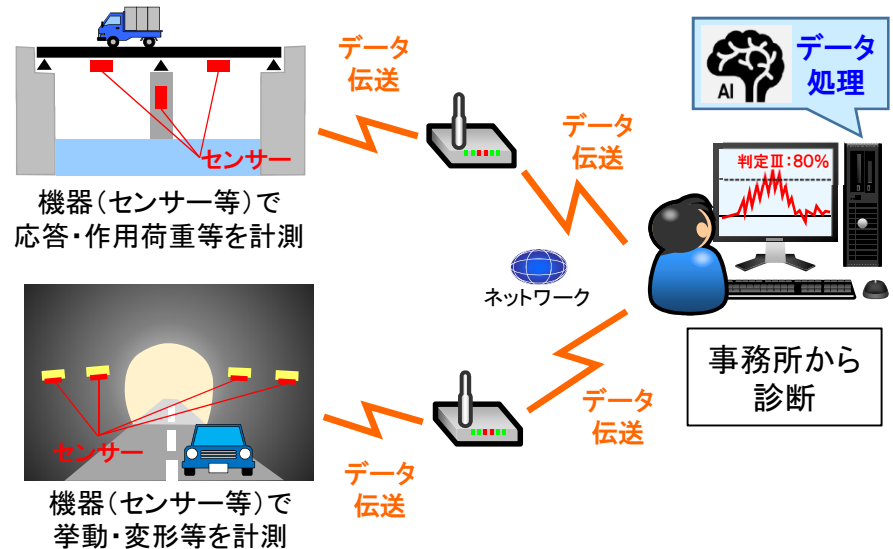 センサー
機器(センサー等)で
応答・作用荷重等を計測
データ
伝送
データ
伝送
ネットワーク
AI
データ
処理
判定Ⅲ:80%
事務所から
診断
センサー
機器(センサー等)で
挙動・変形等を計測
データ
伝送
データ
伝送